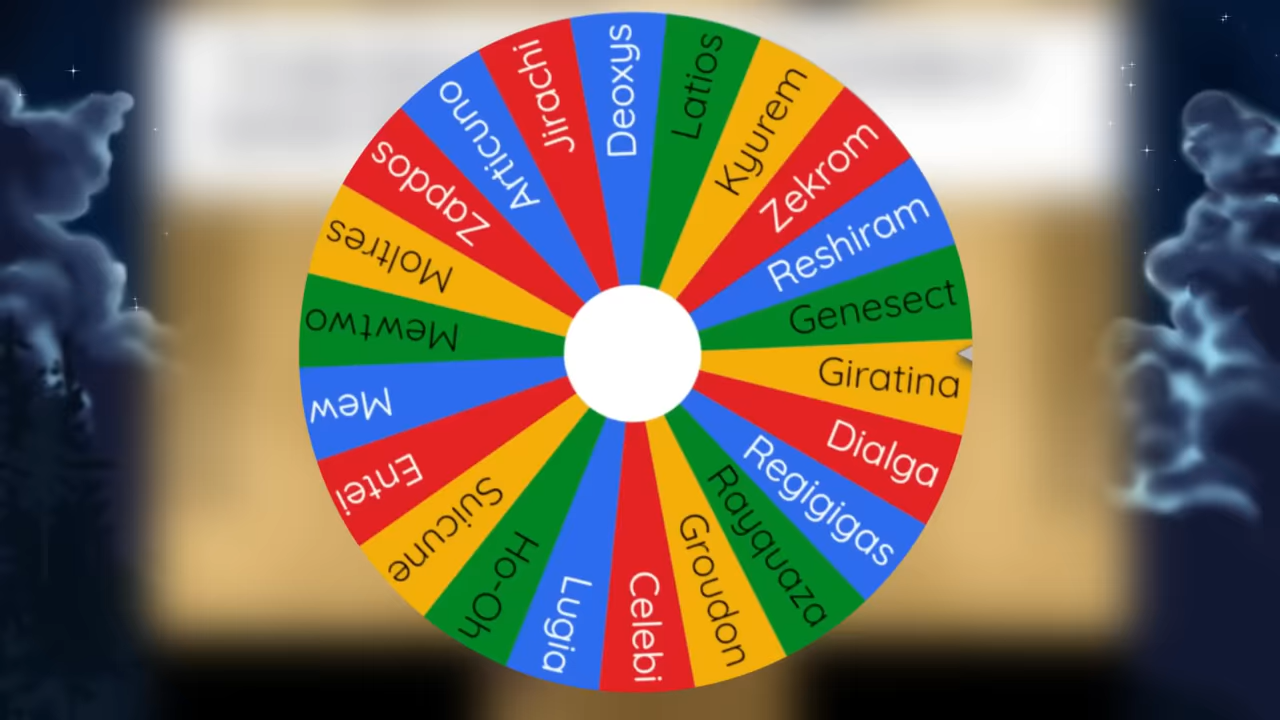 Deoxys
Latios
Kyurem
Zekrom
Reshiram
Genesect
Giratina
Dialga
Regigigas
Rayquaza
Groudon
Celebi
Lugia
Ho-Oh
Suicune
Entei
Mew
Mewtwo
Moltres
Zapdos
Articuno
Jirachi